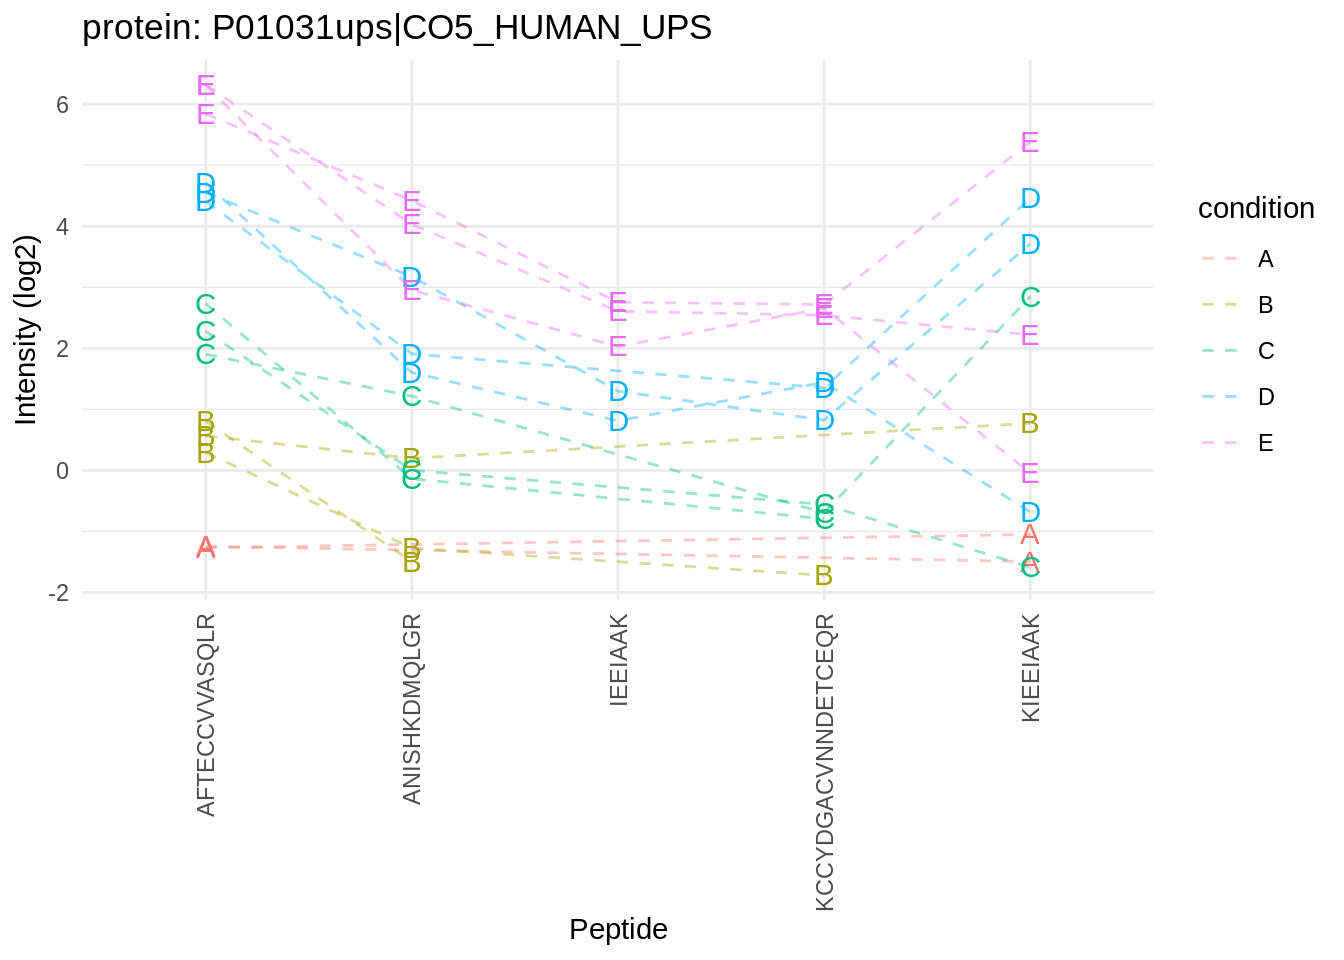 protein: P01031ups|CO5_HUMAN_UPS
Intensity (log2)
6
4
2
0
-2
E
E
E
D
D
D
C
C
C
B
B
B
A
A
E
E
E
D
D
D
C
C
C
B
B
B
E
E
E
D
D
E
E
E
D
D
D
C
C
C
B
E
E
E
D
D
D
C
C
B
A
A
AFTECCVVASQLR
ANISHKDMQLGR
IEEIAAK
KCCYDGACVNNDETCEQR
KIEEIAAK
Peptide
condition
A
B
C
D
E